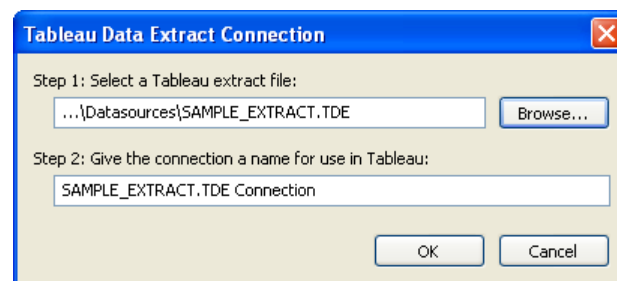 Tableau Data Extract Connection
Step 1: Select a Tableau extract file:
...\Datasources\SAMPLE_EXTRACT.TDE
Browse...
Step 2: Give the connection a name for use in Tableau:
SAMPLE_EXTRACT.TDE Connection
OK Cancel